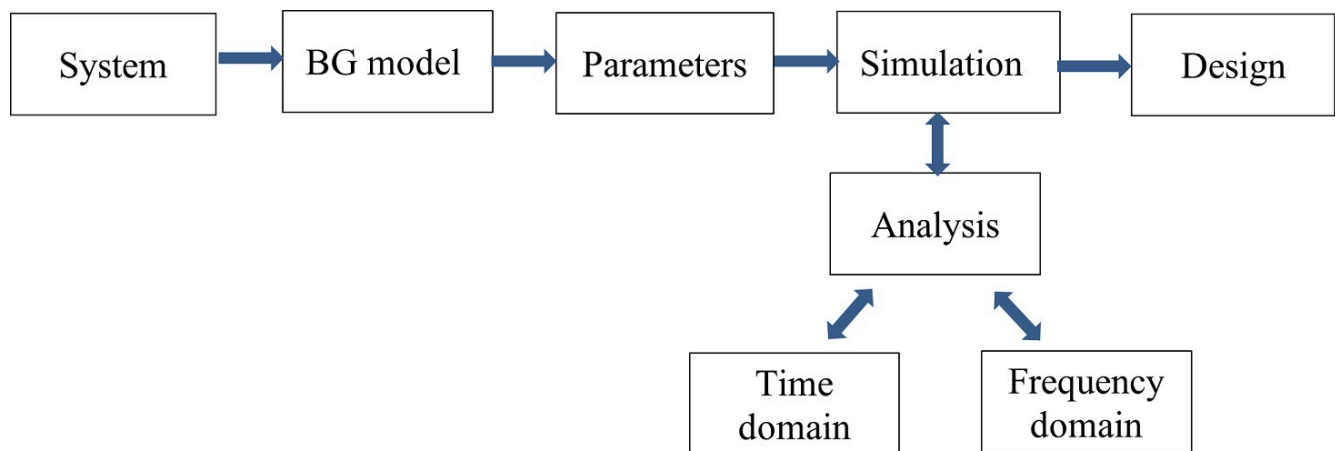 System
BG model
Parameters
Simulation
Design
Analysis
Time
domain
Frequency
domain